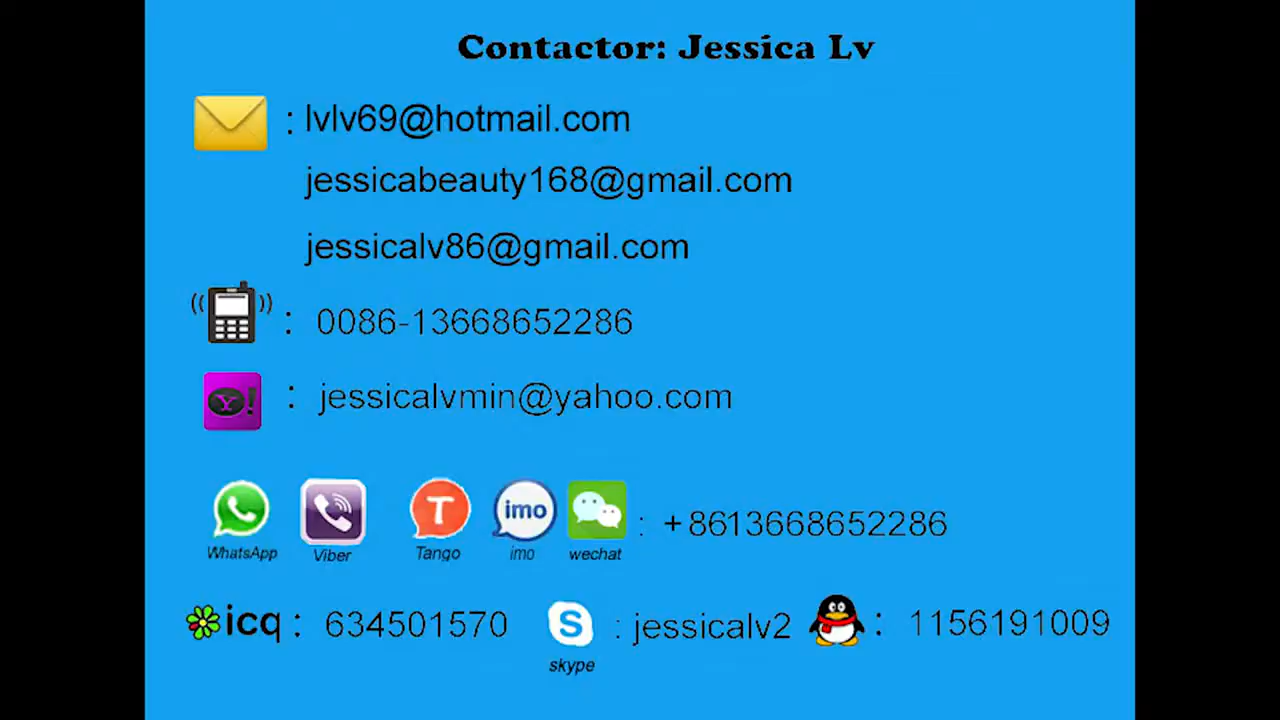 Contactor: Jessica Lv
: lvlv69@hotmail.com
jessicabeauty168@gmail.com
jessicalv86@gmail.com
: 0086-13668652286
Y! : jessicalvmin@yahoo.com
T imo : +8613668652286
WhatsApp Viber Tango imo wechat
icq : 634501570 S : jessicalv2 : 1156191009
skype